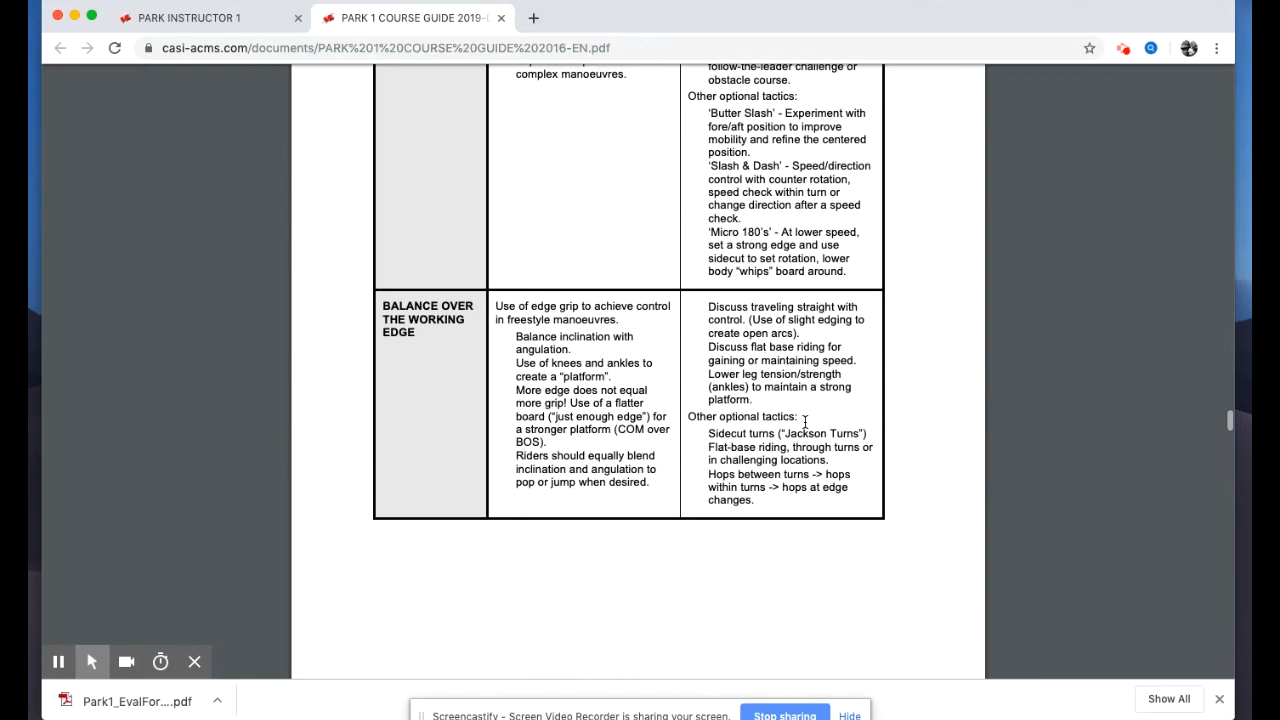 PARK INSTRUCTOR 1
PARK 1 COURSE GUIDE 2019-E
casi-acms.com/documents/PARK%201%20COURSE%20GUIDE%202016-EN.pdf
complex manoeuvres.
follow-the-leader challenge or
obstacle course.
Other optional tactics:
‘Butter Slash’ - Experiment with
fore/aft position to improve
mobility and refine the centered
position.
‘Slash & Dash’ - Speed/direction
control with counter rotation,
speed check within turn or
change direction after a speed
check.
‘Micro 180’s’ - At lower speed,
set a strong edge and use
sidecut to set rotation, lower
body “whips” board around.
BALANCE OVER
THE WORKING
EDGE
Use of edge grip to achieve control
in freestyle manoeuvres.
Balance inclination with
angulation.
Use of knees and ankles to
create a “platform”.
More edge does not equal
more grip! Use of a flatter
board (“just enough edge”) for
a stronger platform (COM over
BOS).
Riders should equally blend
inclination and angulation to
pop or jump when desired.
Discuss traveling straight with
control. (Use of slight edging to
create open arcs).
Discuss flat base riding for
gaining or maintaining speed.
Lower leg tension/strength
(ankles) to maintain a strong
platform.
Other optional tactics:
Sidecut turns (“Jackson Turns”)
Flat-base riding, through turns or
in challenging locations.
Hops between turns -> hops
within turns -> hops at edge
changes.
Park1_EvalFor....pdf
Show All
Screencastify - Screen Video Recorder is sharing your screen.
Stop sharing
Hide